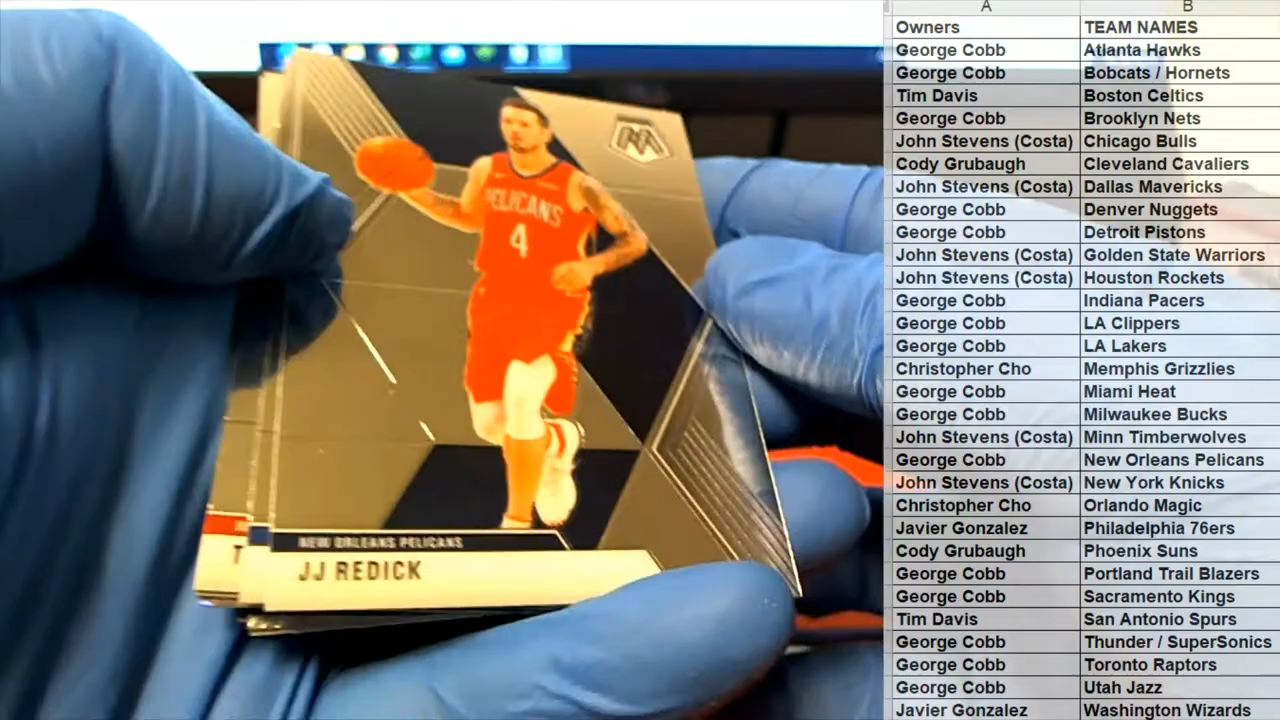 A B
Owners TEAM NAMES
George Cobb Atlanta Hawks
George Cobb Bobcats / Hornets
Tim Davis Boston Celtics
George Cobb Brooklyn Nets
John Stevens (Costa) Chicago Bulls
Cody Grubaugh Cleveland Cavaliers
John Stevens (Costa) Dallas Mavericks
George Cobb Denver Nuggets
George Cobb Detroit Pistons
John Stevens (Costa) Golden State Warriors
John Stevens (Costa) Houston Rockets
George Cobb Indiana Pacers
George Cobb LA Clippers
George Cobb LA Lakers
Christopher Cho Memphis Grizzlies
George Cobb Miami Heat
George Cobb Milwaukee Bucks
John Stevens (Costa) Minn Timberwolves
George Cobb New Orleans Pelicans
John Stevens (Costa) New York Knicks
Christopher Cho Orlando Magic
Javier Gonzalez Philadelphia 76ers
Cody Grubaugh Phoenix Suns
George Cobb Portland Trail Blazers
George Cobb Sacramento Kings
Tim Davis San Antonio Spurs
George Cobb Thunder / SuperSonics
George Cobb Toronto Raptors
George Cobb Utah Jazz
Javier Gonzalez Washington Wizards
PELICANS
4
NEW ORLEANS PELICANS
JJ REDICK
T